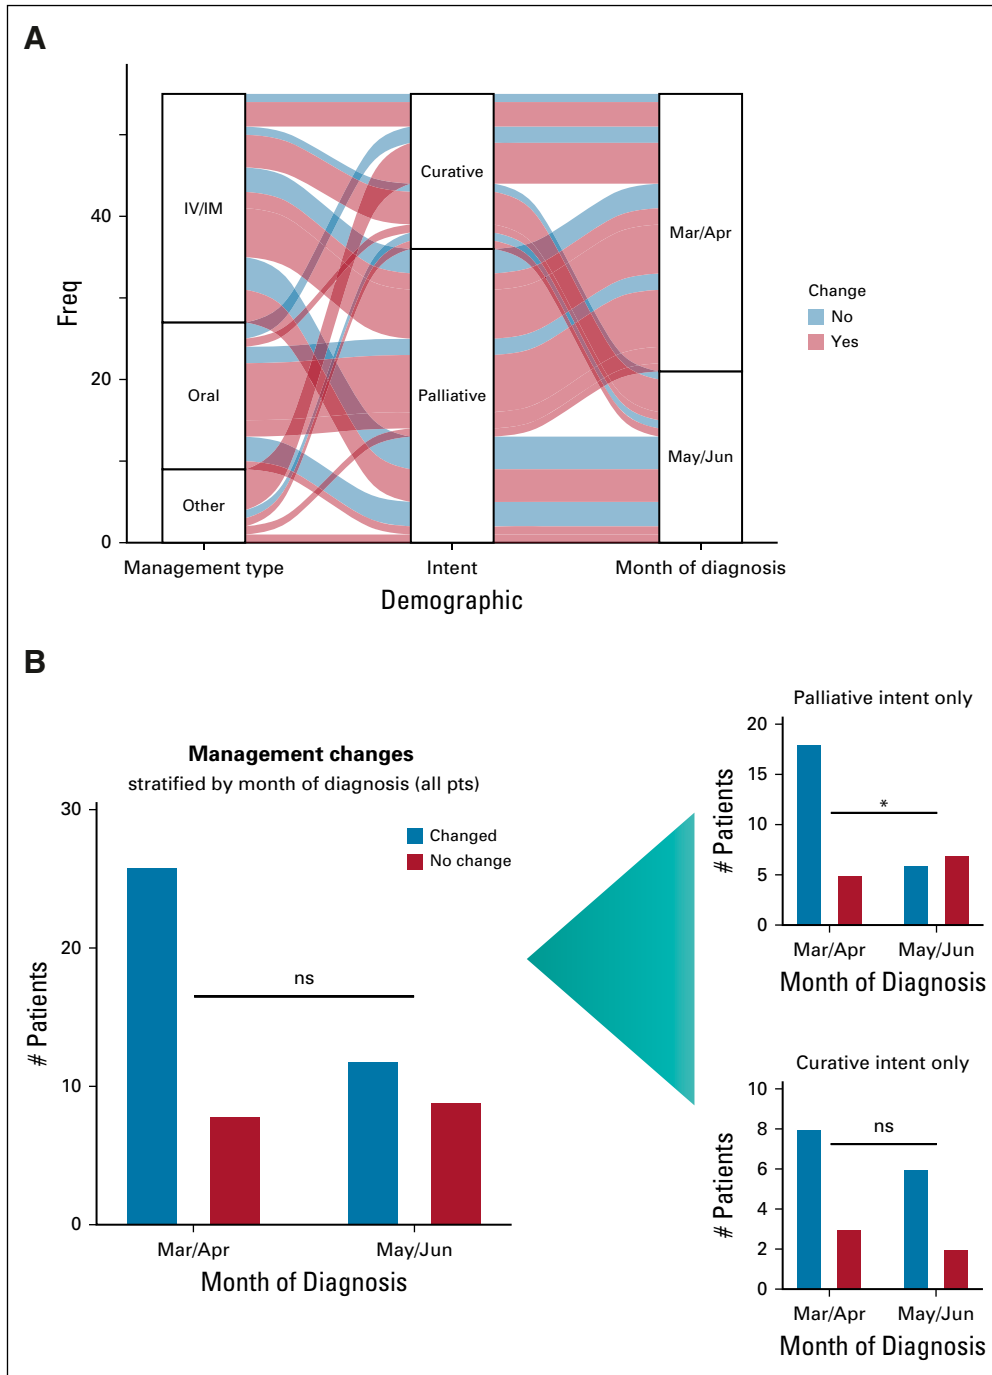 A
Freq
40
20
0
IV/IM
Oral
Other
Curative
Palliative
Mar/Apr
May/Jun
Change
No
Yes
Management type
Intent
Month of diagnosis
Demographic
B
Management changes
stratified by month of diagnosis (all pts)
# Patients
30
20
10
0
Changed
No change
ns
Mar/Apr
May/Jun
Month of Diagnosis
Palliative intent only
# Patients
20
15
10
5
0
*
Mar/Apr
May/Jun
Month of Diagnosis
Curative intent only
# Patients
10
8
6
4
2
0
ns
Mar/Apr
May/Jun
Month of Diagnosis